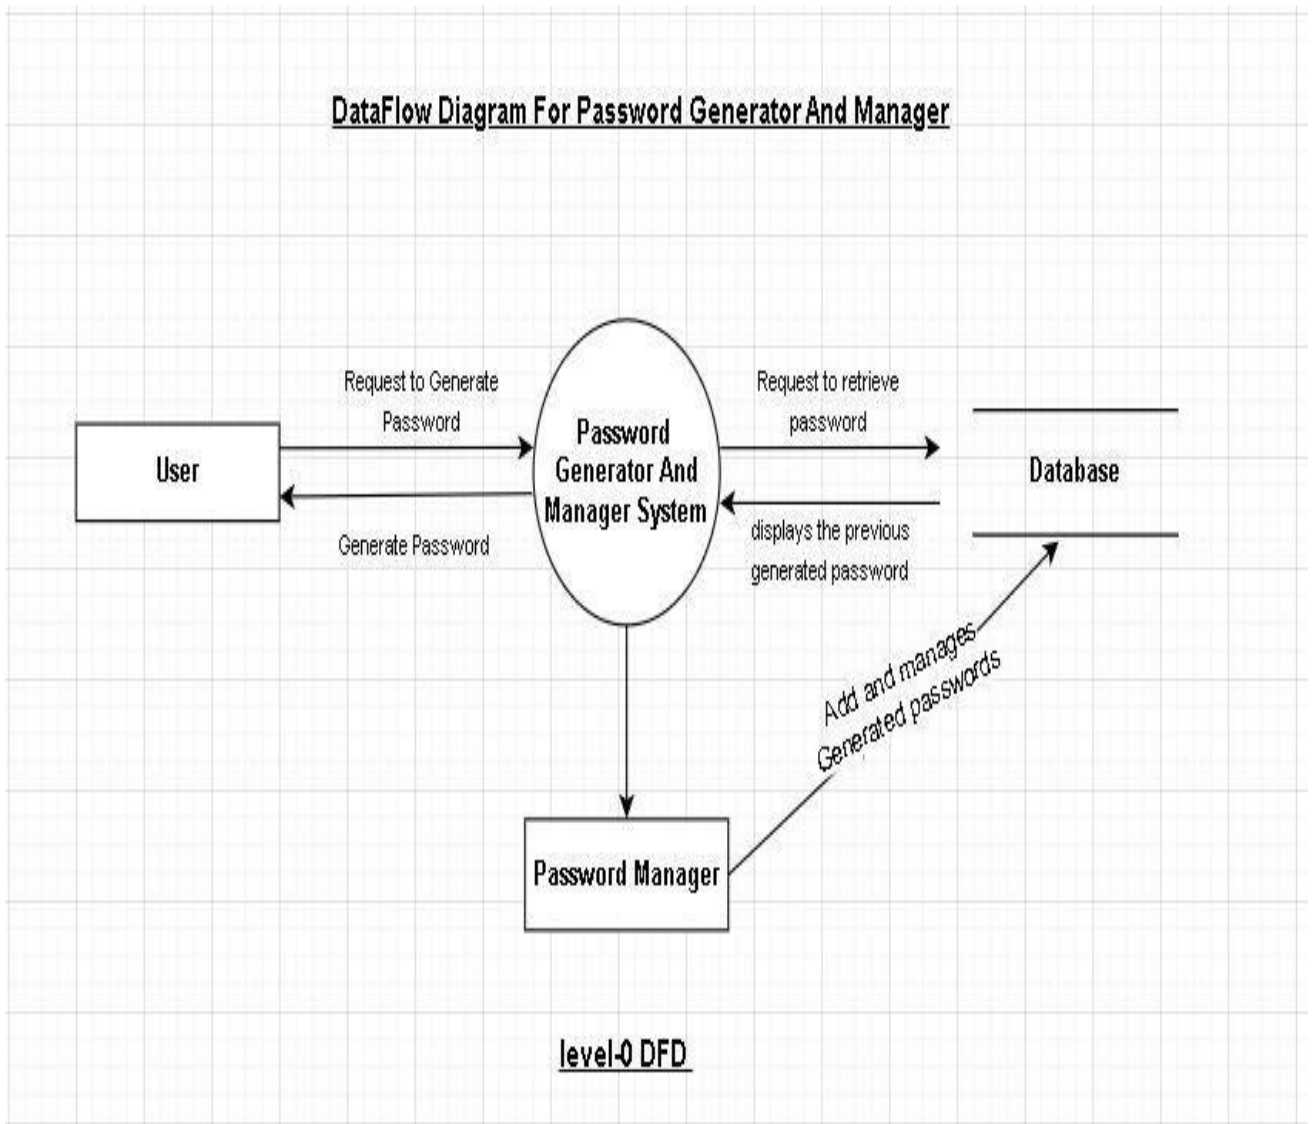 DataFlow Diagram For Password Generator And Manager
Request to Generate
Password
Request to retrieve
password
User
Password
Generator And
Manager System
Database
Generate Password
displays the previous
generated password
Add and manages
Generated passwords
Password Manager
level-0 DFD